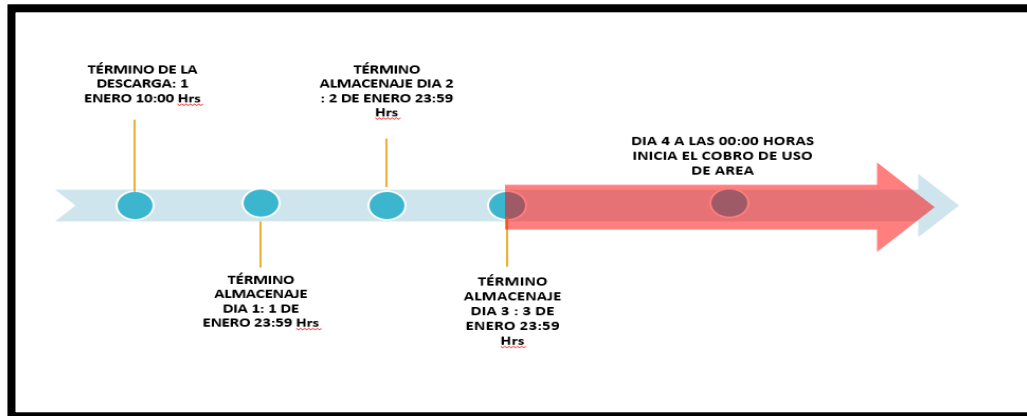 TÉRMINO DE LA
DESCARGA: 1
ENERO 10:00 Hrs
TÉRMINO
ALMACENAJE
DIA 1: 1 DE
ENERO 23:59 Hrs
TÉRMINO
ALMACENAJE DIA 2
: 2 DE ENERO 23:59
Hrs
TÉRMINO
ALMACENAJE
DIA 3 : 3 DE
ENERO 23:59
Hrs
DIA 4 A LAS 00:00 HORAS
INICIA EL COBRO DE USO
DE AREA